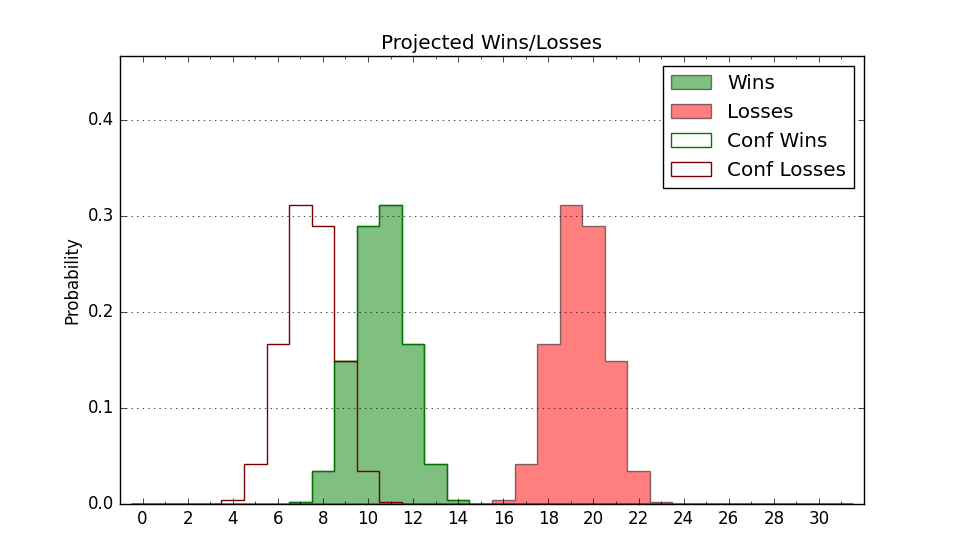 Projected Wins/Losses
Wins
Losses
Conf Wins
Conf Losses
Probability
0.4
0.3
0.2
0.1
0.0
0 2 4 6 8 10 12 14 16 18 20 22 24 26 28 30